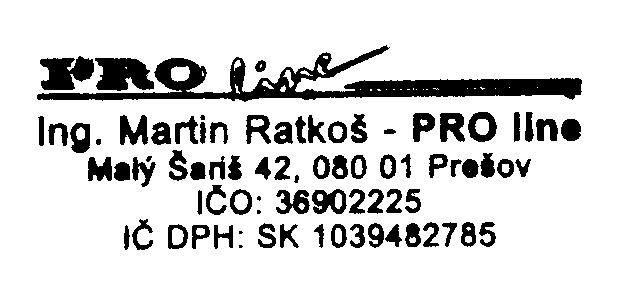 PRO line
Ing. Martin Ratkoš - PRO line
Malý Šariš 42, 080 01 Prešov
IČO: 36902225
IČ DPH: SK 1039482785